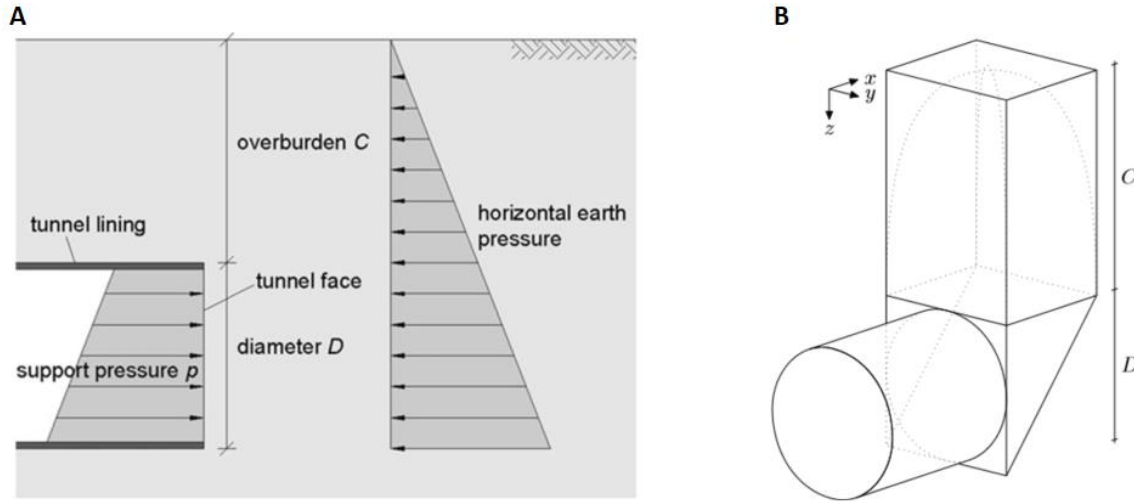 A
B
overburden C
tunnel lining
horizontal earth
pressure
tunnel face
diameter D
support pressure p
x
y
z
C
D